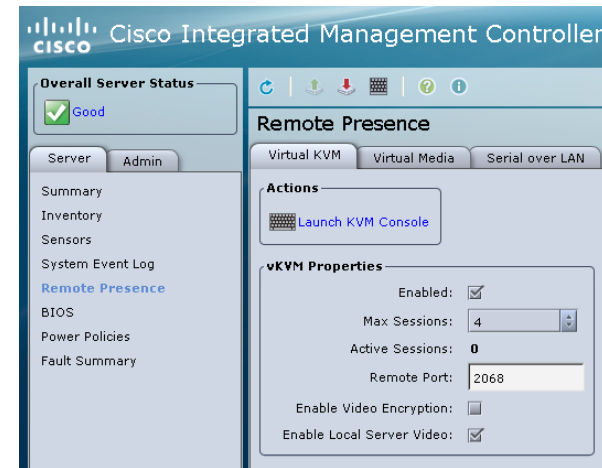 CISCO
Cisco Integrated Management Controller
Overall Server Status
Good
Server
Admin
Summary
Inventory
Sensors
System Event Log
Remote Presence
BIOS
Power Policies
Fault Summary
Remote Presence
Virtual KVM
Virtual Media
Serial over LAN
Actions
Launch KVM Console
vKVM Properties
Enabled:
Max Sessions: 4
Active Sessions: 0
Remote Port: 2068
Enable Video Encryption:
Enable Local Server Video: